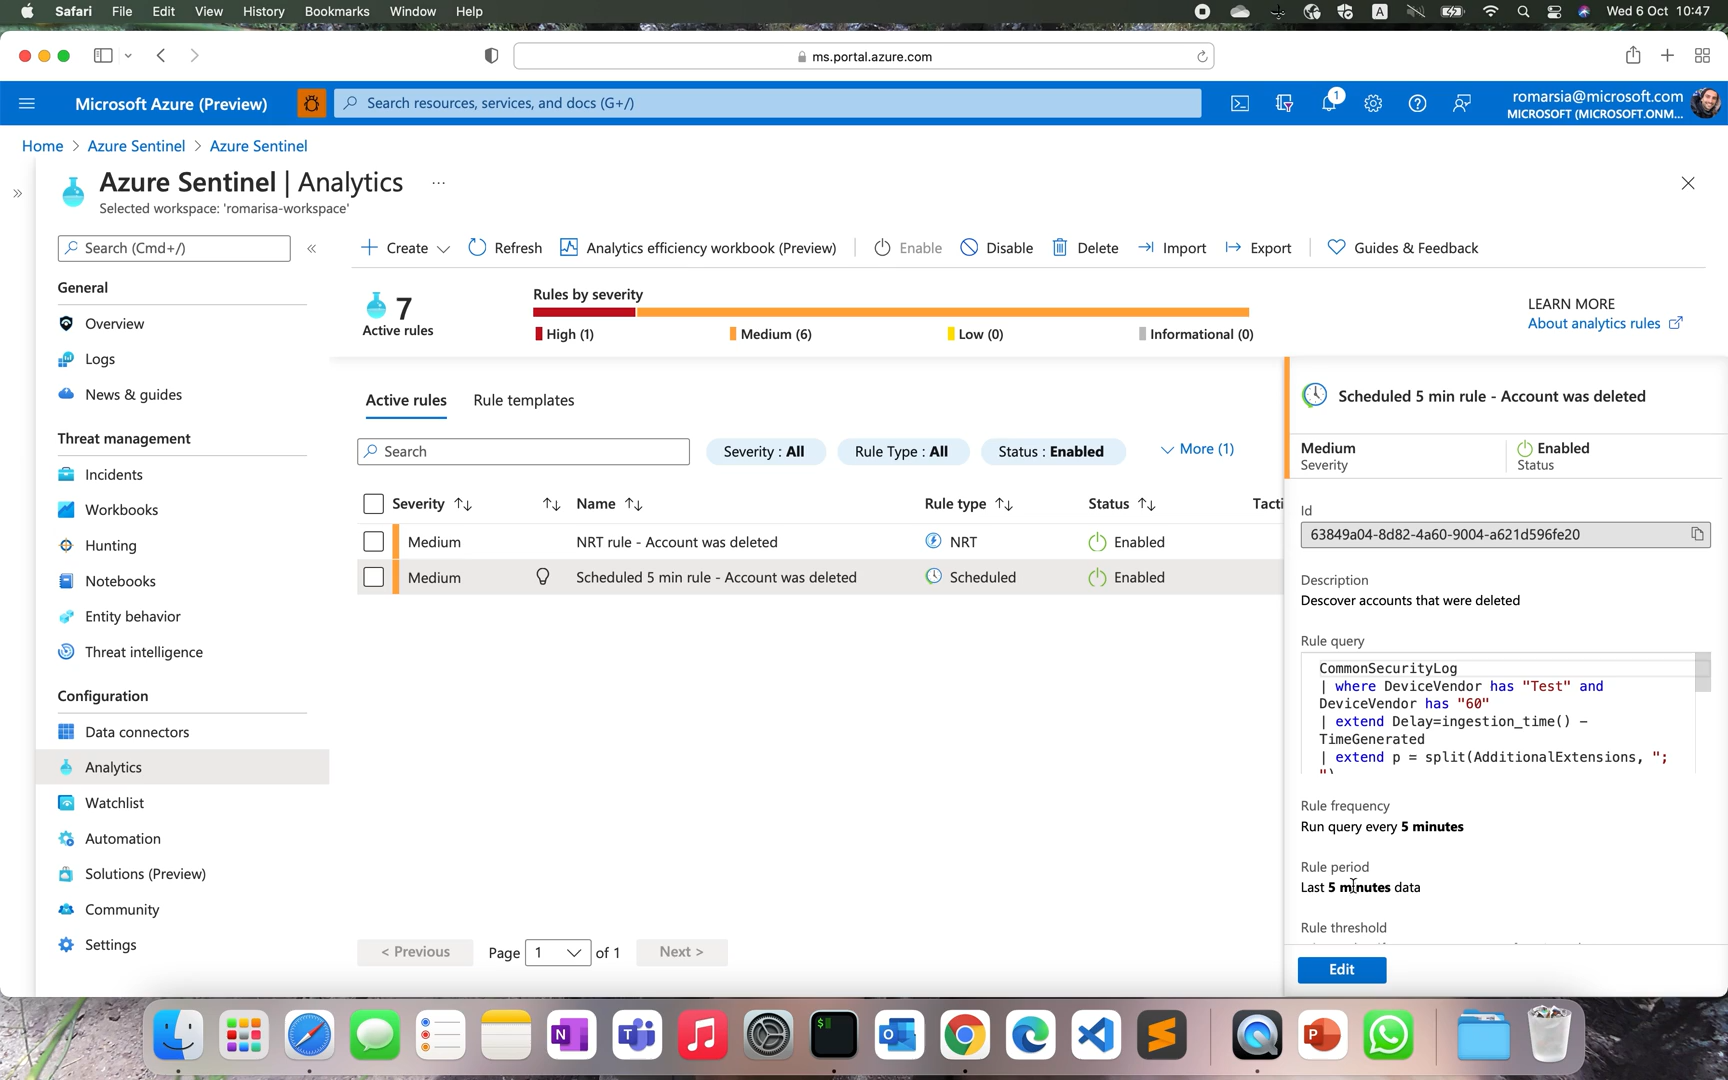 Safari File Edit View History Bookmarks Window Help
A
Wed 6 Oct 10:47
ms.portal.azure.com
Microsoft Azure (Preview)
Search resources, services, and docs (G+/)
1
romarsia@microsoft.com
MICROSOFT (MICROSOFT.ONM...
Home > Azure Sentinel > Azure Sentinel
Azure Sentinel | Analytics ...
Selected workspace: 'romarisa-workspace'
Search (Cmd+/)
General
Overview
Logs
News & guides
Threat management
Incidents
Workbooks
Hunting
Notebooks
Entity behavior
Threat intelligence
Configuration
Data connectors
Analytics
Watchlist
Automation
Solutions (Preview)
Community
Settings
Create Refresh Analytics efficiency workbook (Preview) Enable Disable Delete Import Export Guides & Feedback
7
Active rules
Rules by severity
High (1) Medium (6) Low (0) Informational (0)
LEARN MORE
About analytics rules
Active rules Rule templates
Search
Severity : All Rule Type : All Status : Enabled More (1)
Severity Name Rule type Status Tacti
Medium NRT rule - Account was deleted NRT Enabled
Medium Scheduled 5 min rule - Account was deleted Scheduled Enabled
< Previous Page 1 of 1 Next >
Scheduled 5 min rule - Account was deleted
Medium
Severity
Enabled
Status
Id
63849a04-8d82-4a60-9004-a621d596fe20
Description
Descover accounts that were deleted
Rule query
CommonSecurityLog
| where DeviceVendor has "Test" and
DeviceVendor has "60"
| extend Delay=ingestion_time() –
TimeGenerated
| extend p = split(AdditionalExtensions, ";
")
Rule frequency
Run query every 5 minutes
Rule period
Last 5 minutes data
Rule threshold
Edit